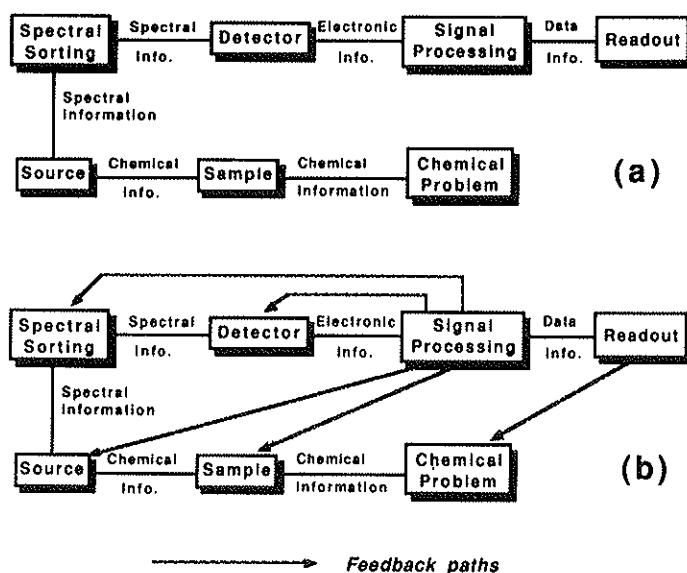 Spectral Sorting
Spectral Info.
Detector
Electronic Info.
Signal Processing
Data Info.
Readout
Spectral Information
Source
Chemical Info.
Sample
Chemical Information
Chemical Problem
(a)
Spectral Sorting
Spectral Info.
Detector
Electronic Info.
Signal Processing
Data Info.
Readout
Spectral Information
Source
Chemical Info.
Sample
Chemical Information
Chemical Problem
(b)
Feedback paths